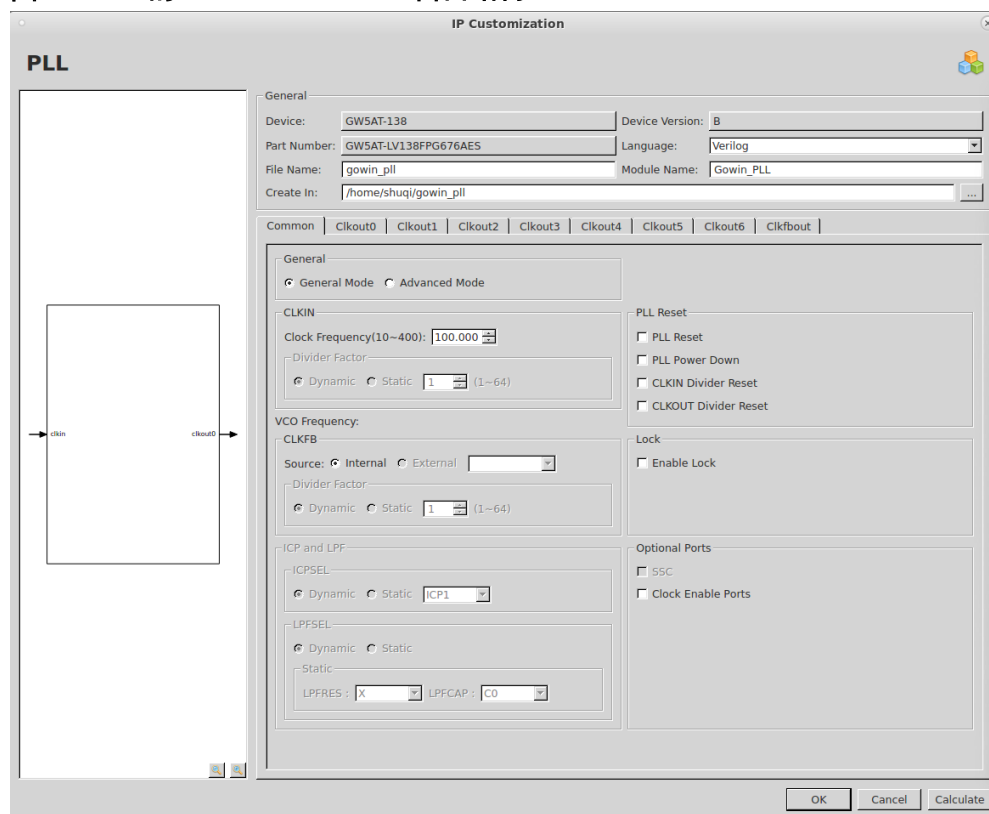 IP Customization
PLL
General
Device: GW5AT-138 Device Version: B
Part Number: GW5AT-LV138FPG676AES Language: Verilog
File Name: gowin_pll Module Name: Gowin_PLL
Create In: /home/shuqi/gowin_pll ...
Common Clkout0 Clkout1 Clkout2 Clkout3 Clkout4 Clkout5 Clkout6 Clkfbout
General
General Mode Advanced Mode
CLKIN PLL Reset
Clock Frequency(10~400): 100.000 PLL Reset
Divider Factor PLL Power Down
Dynamic Static 1 (1~64) CLKIN Divider Reset
CLKOUT Divider Reset
VCO Frequency:
clkin clkout0
CLKFB Lock
Source: Internal External Enable Lock
Divider Factor
Dynamic Static 1 (1~64)
ICP and LPF Optional Ports
ICPSEL SSC
Dynamic Static ICP1 Clock Enable Ports
LPFSEL
Dynamic Static
Static
LPFRES : X LPFCAP : C0
OK Cancel Calculate